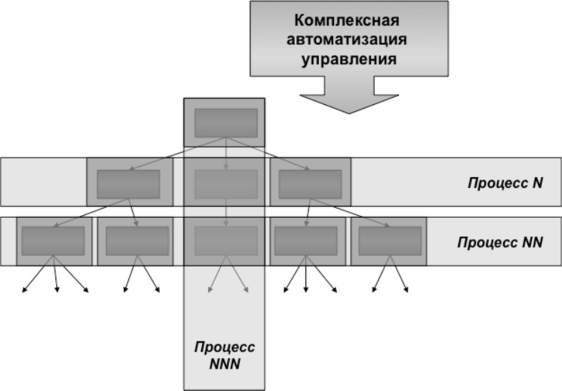 Комплексная
автоматизация
управления
Процесс N
Процесс NN
Процесс
NNN